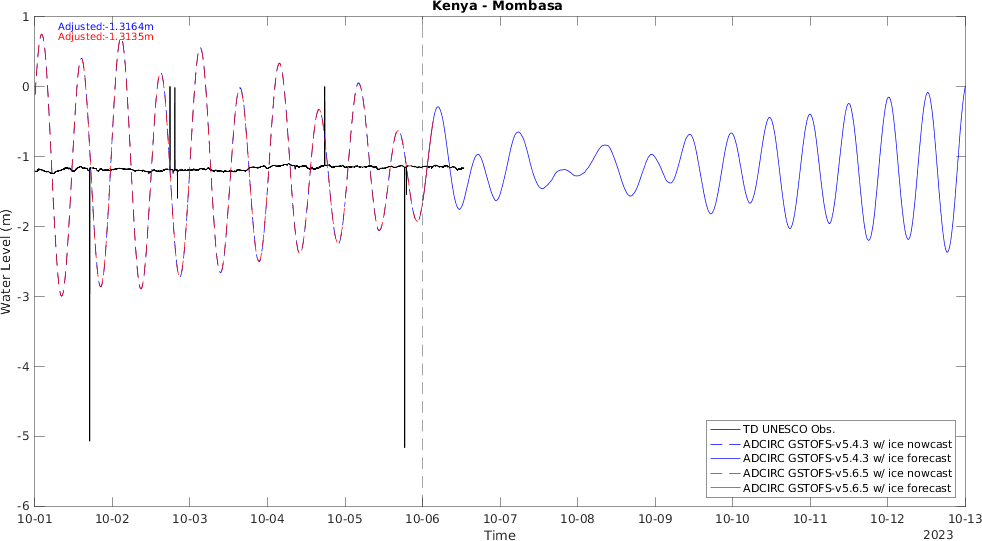 Kenya - Mombasa
Adjusted:-1.3164m
Adjusted:-1.3135m
1
0
-1
-2
-3
-4
-5
-6
Water Level (m)
TD UNESCO Obs.
ADCIRC GSTOFS-v5.4.3 w/ ice nowcast
ADCIRC GSTOFS-v5.4.3 w/ ice forecast
ADCIRC GSTOFS-v5.6.5 w/ ice nowcast
ADCIRC GSTOFS-v5.6.5 w/ ice forecast
10-01 10-02 10-03 10-04 10-05 10-06 10-07 10-08 10-09 10-10 10-11 10-12 10-13
Time
2023